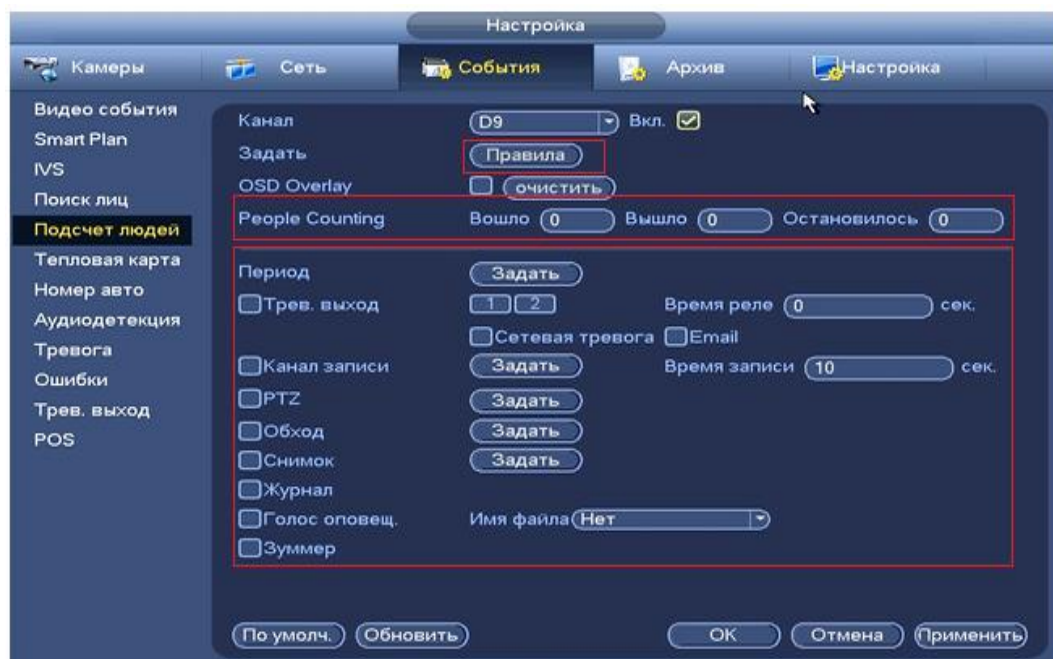 Настройка
Камеры Сеть События Архив Настройка
Видео события
Smart Plan
IVS
Поиск лиц
Подсчет людей
Тепловая карта
Номер авто
Аудиодетекция
Тревога
Ошибки
Трев. выход
POS
Канал D9 Вкл.
Задать Правила
OSD Overlay очистить
People Counting Вошло 0 Вышло 0 Остановилось 0
Период Задать
Трев. выход 1 2 Время реле 0 сек.
Сетевая тревога Email
Канал записи Задать Время записи 10 сек.
PTZ Задать
Обход Задать
Снимок Задать
Журнал
Голос оповещ. Имя файла Нет
Зуммер
По умолч. Обновить ОК Отмена Применить